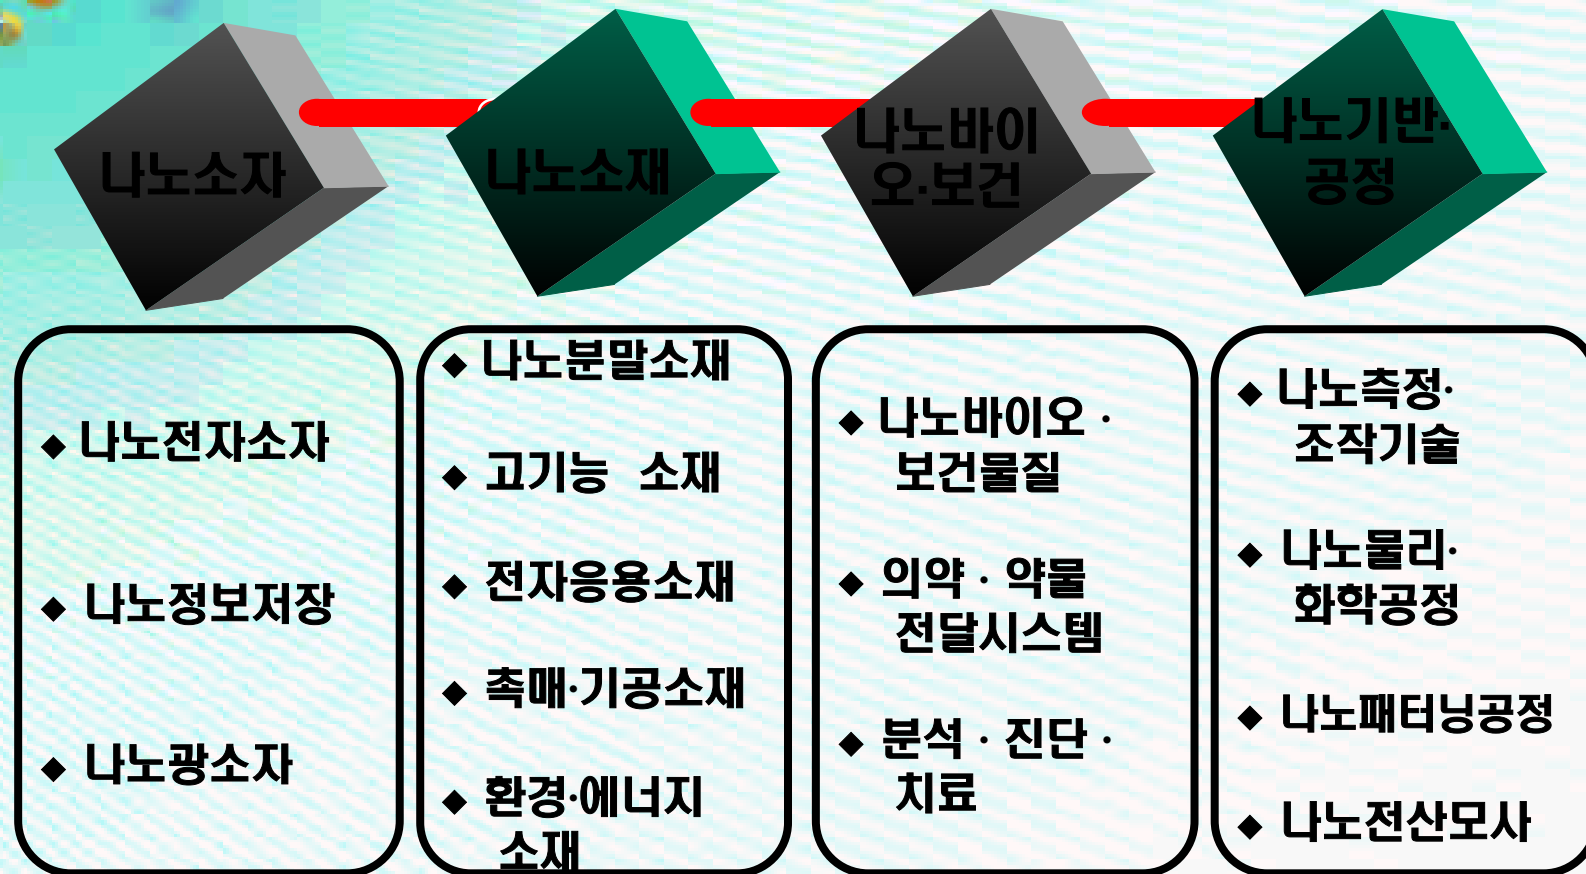 나노소자
나노소재
나노바이
오·보건
나노기반·
공정
◆ 나노전자소자
◆ 나노정보저장
◆ 나노광소자
◆ 나노분말소재
◆ 고기능 소재
◆ 전자응용소재
◆ 촉매·기공소재
◆ 환경·에너지
소재
◆ 나노바이오 ·
보건물질
◆ 의약 · 약물
전달시스템
◆ 분석 · 진단 ·
치료
◆ 나노측정·
조작기술
◆ 나노물리·
화학공정
◆ 나노패터닝공정
◆ 나노전산모사